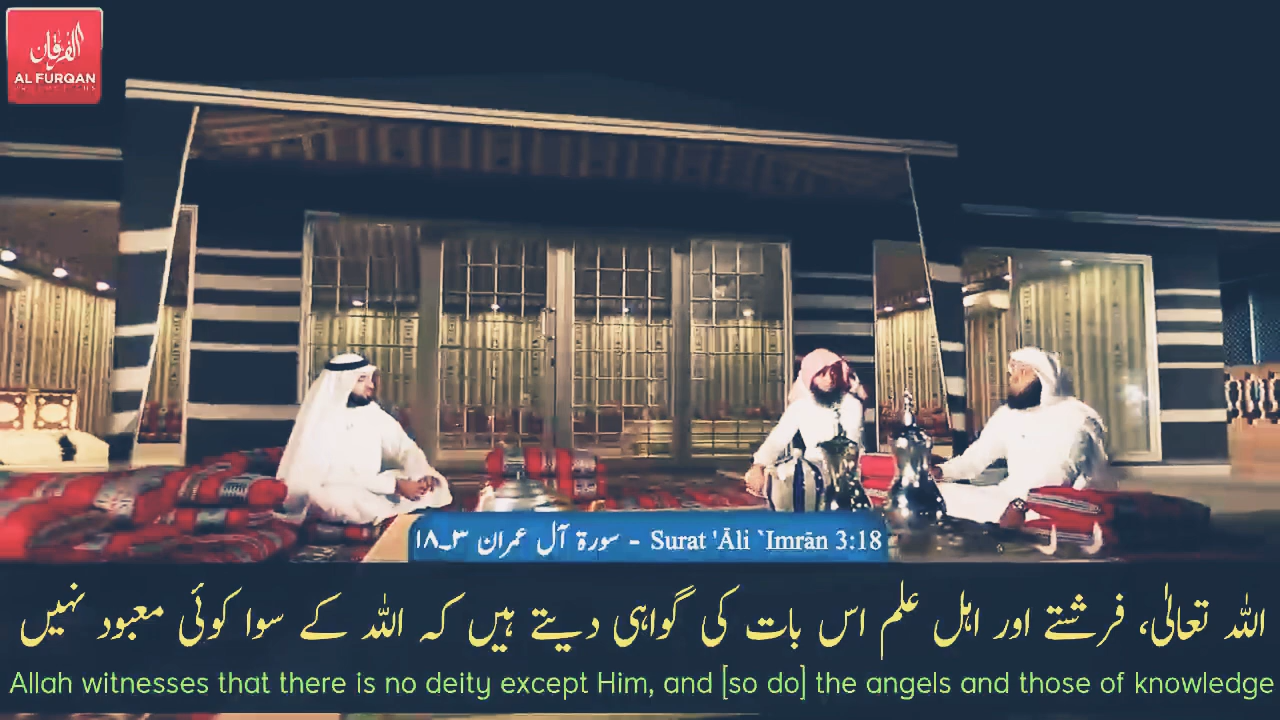 الفرقان
AL FURQAN
PRODUCTIONS
سورة آل عمران ٣ـ١٨ - Surat 'Āli `Imrān 3:18
اللہ تعالیٰ، فرشتے اور اہل علم اس بات کی گواہی دیتے ہیں کہ اللہ کے سوا کوئی معبود نہیں
Allah witnesses that there is no deity except Him, and [so do] the angels and those of knowledge